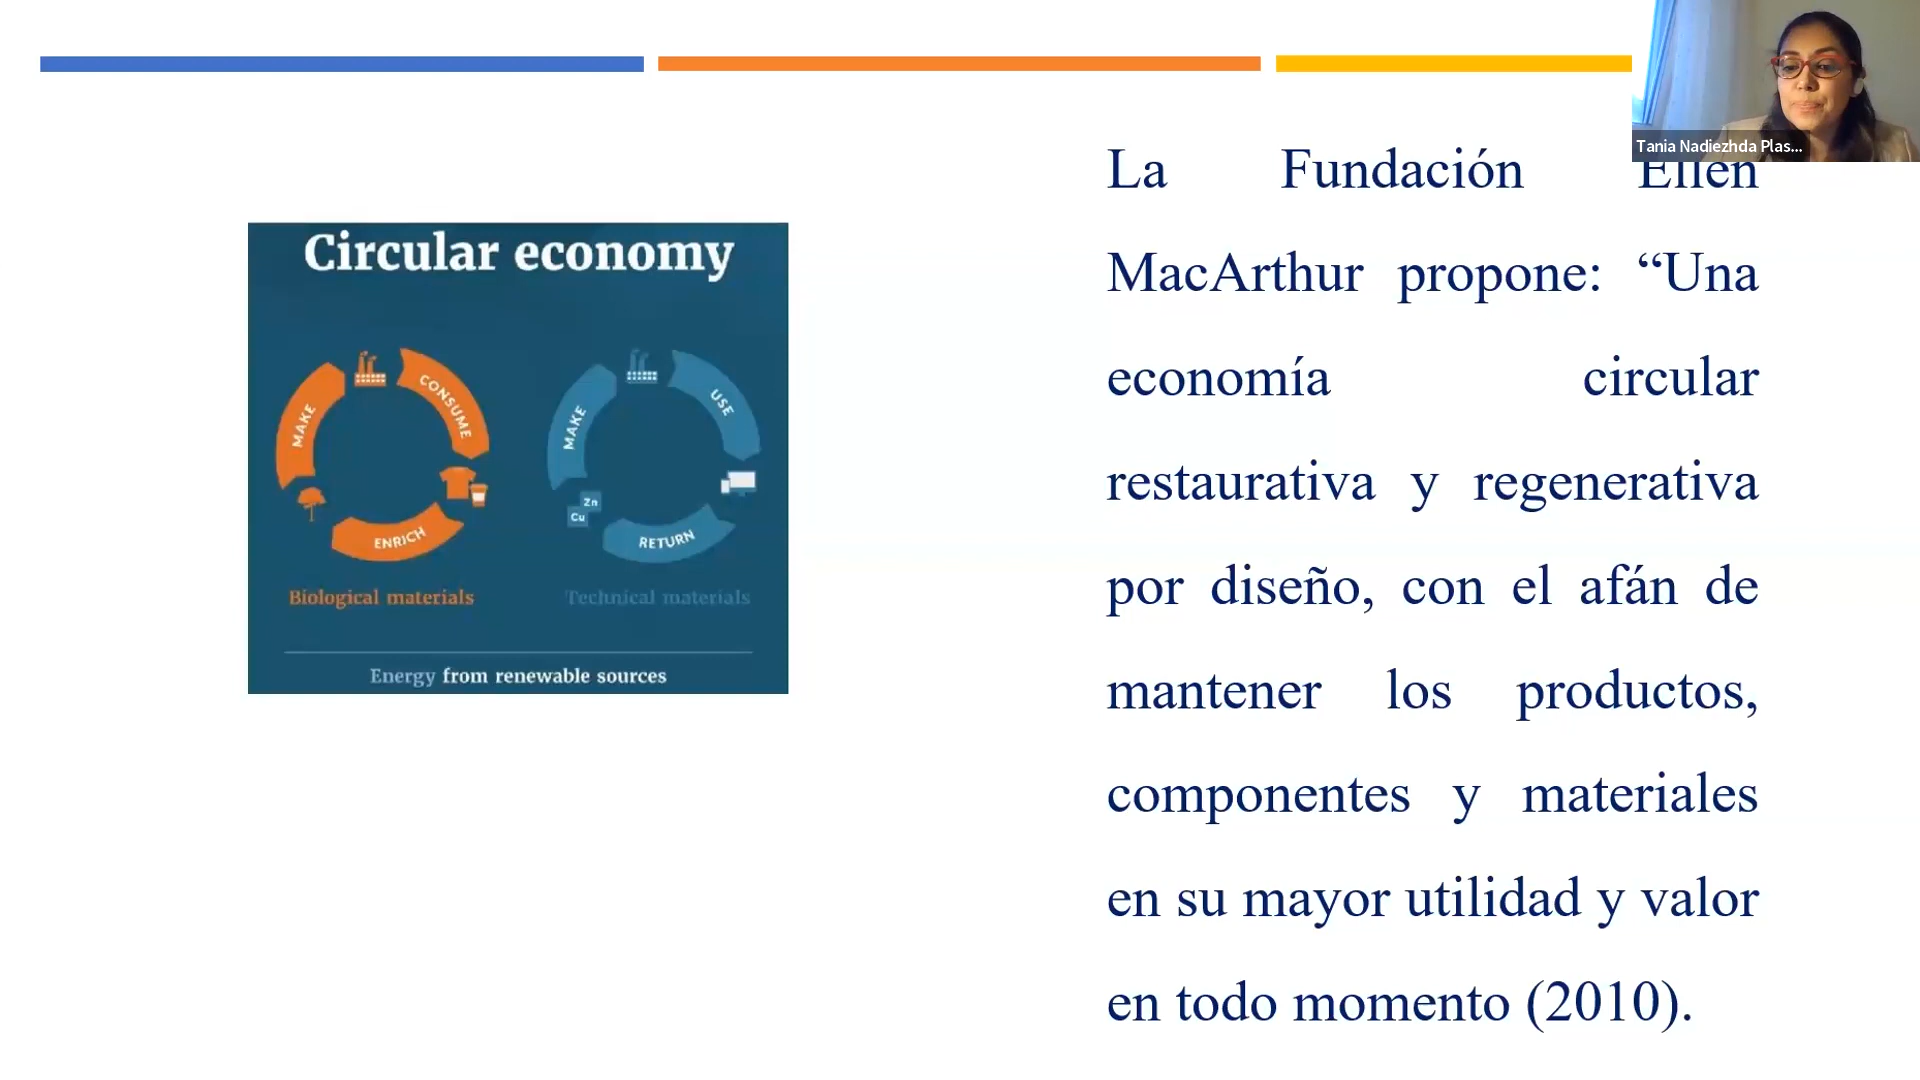 Tania Nadiezhda Plas...
La Fundación Ellen
MacArthur propone: “Una
economía circular
restaurativa y regenerativa
por diseño, con el afán de
mantener los productos,
componentes y materiales
en su mayor utilidad y valor
en todo momento (2010).
Circular economy
MAKE
CONSUME
ENRICH
Biological materials
MAKE
USE
Zn
Cu
RETURN
Technical materials
Energy from renewable sources